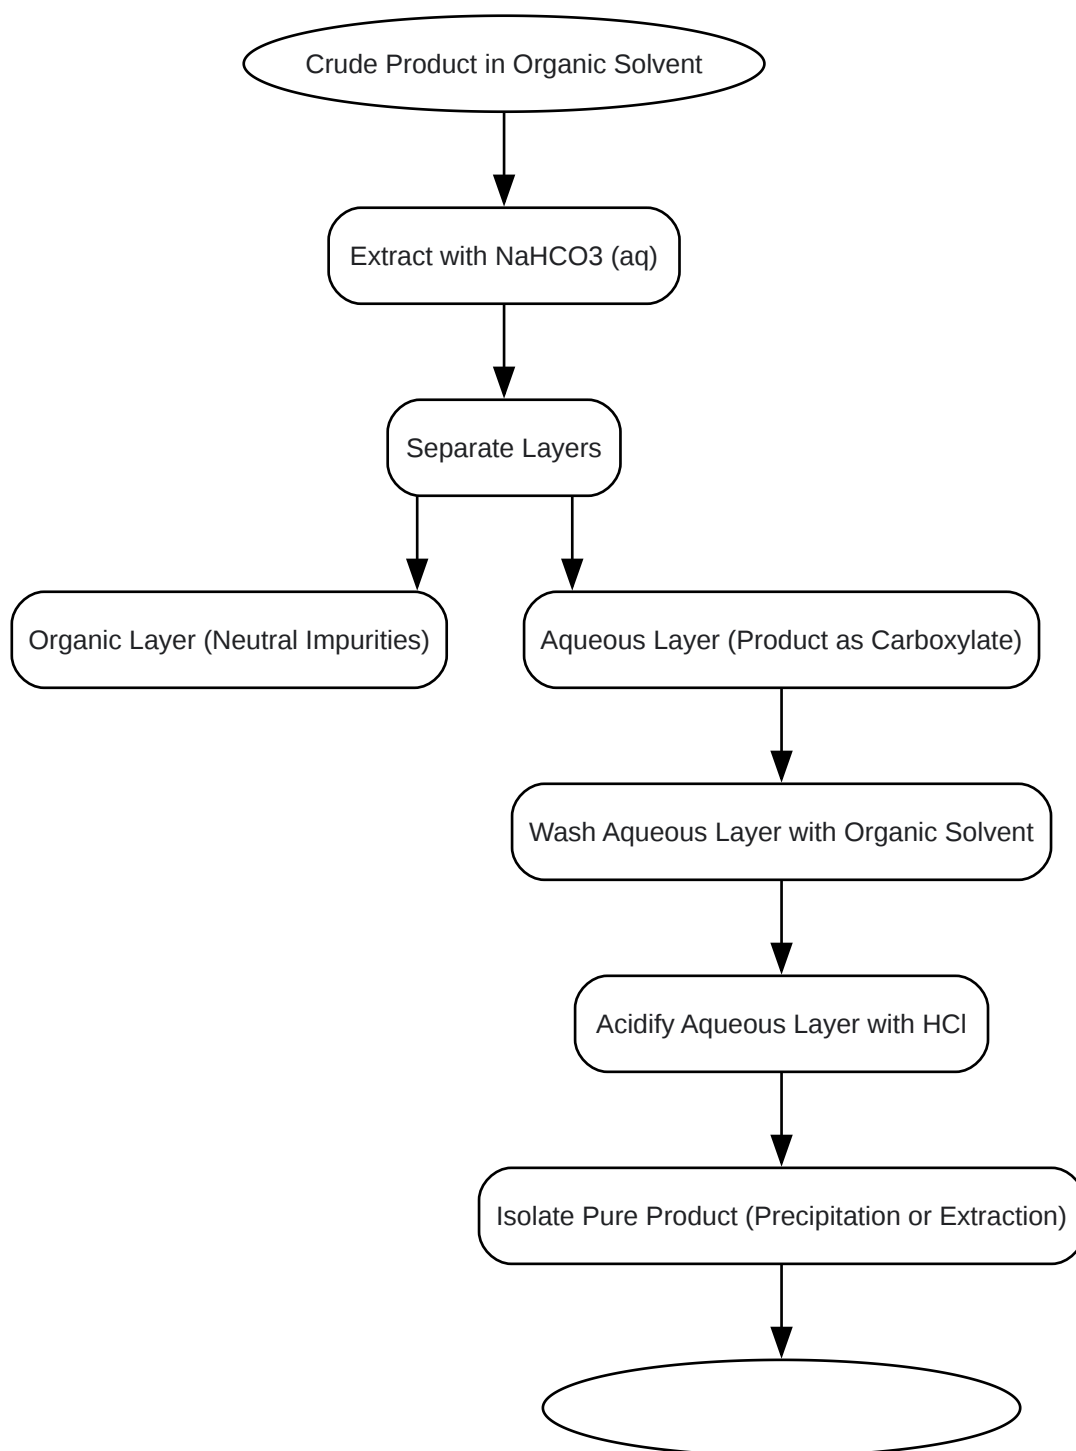 Crude Product in Organic Solvent
Extract with NaHCO3 (aq)
Separate Layers
Organic Layer (Neutral Impurities)
Aqueous Layer (Product as Carboxylate)
Wash Aqueous Layer with Organic Solvent
Acidify Aqueous Layer with HCl
Isolate Pure Product (Precipitation or Extraction)